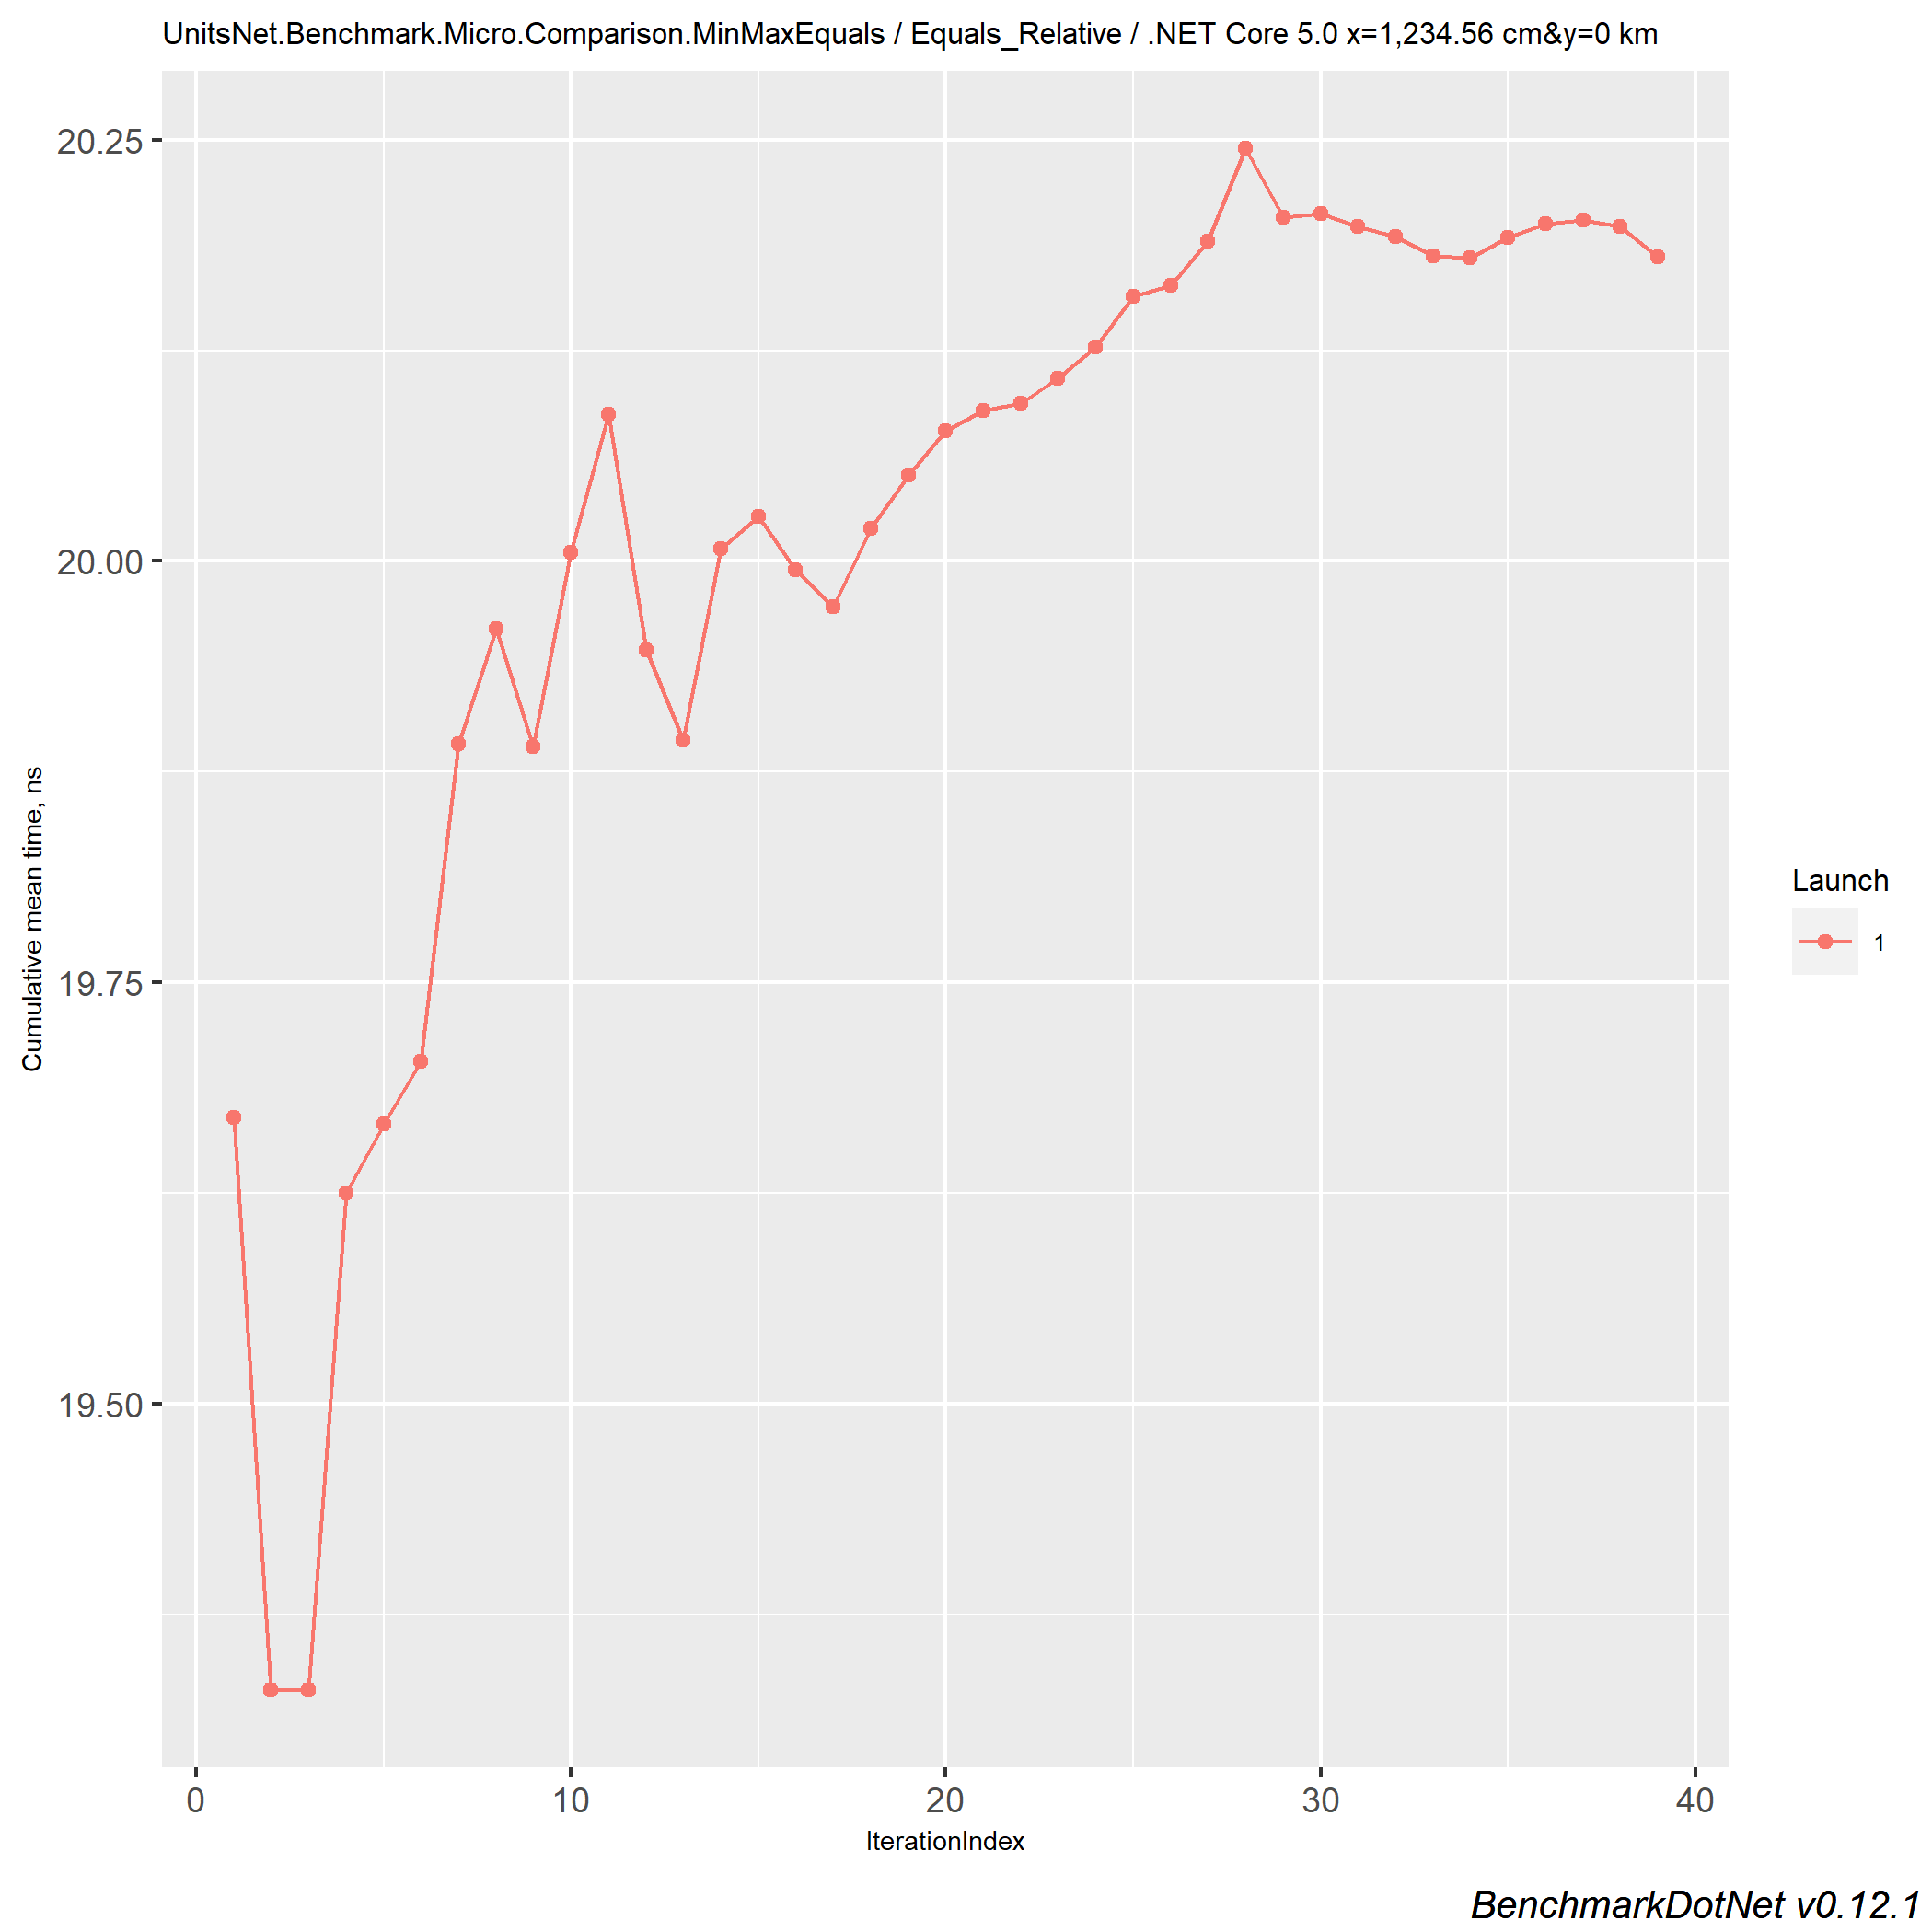 UnitsNet.Benchmark.Micro.Comparison.MinMaxEquals / Equals_Relative / .NET Core 5.0 x=1,234.56 cm&y=0 km
20.25
20.00
19.75
19.50
Cumulative mean time, ns
0 10 20 30 40
IterationIndex
Launch
1
BenchmarkDotNet v0.12.1